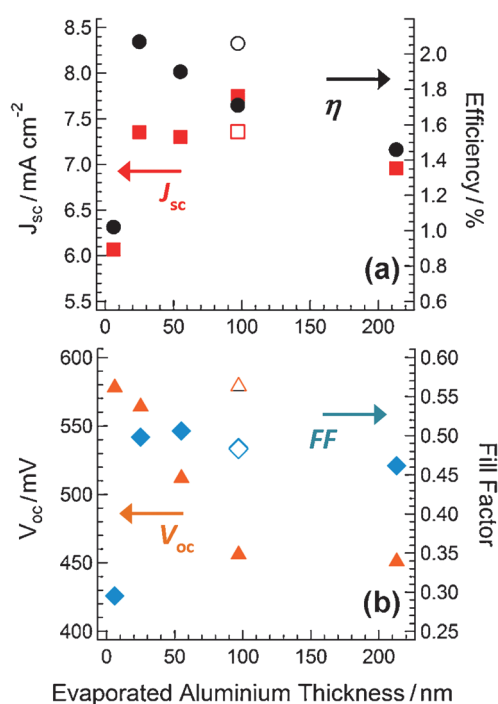 8.5
8.0
7.5
7.0
6.5
6.0
5.5
J_sc / mA cm⁻²
2.0
1.8
1.6
1.4
1.2
1.0
0.8
0.6
Efficiency / %
η
J_sc
(a)
0 50 100 150 200
600
550
500
450
400
V_oc / mV
0.60
0.55
0.50
0.45
0.40
0.35
0.30
0.25
Fill Factor
FF
V_oc
(b)
0 50 100 150 200
Evaporated Aluminium Thickness / nm